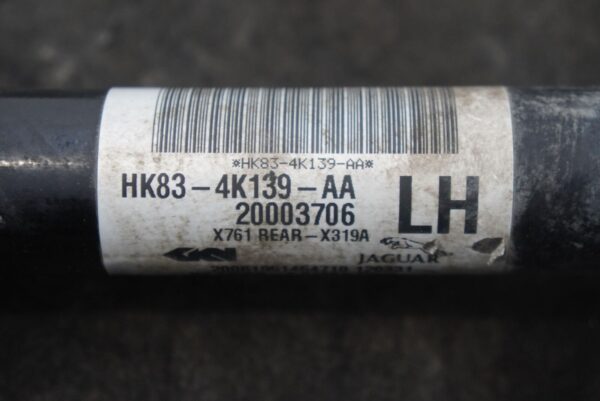 *HK83-4K139-AA*
HK83-4K139-AA
20003706
LH
X761 REAR-X319A
GKN
JAGUAR